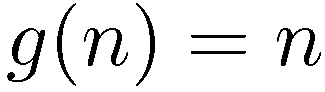 g(n) = n